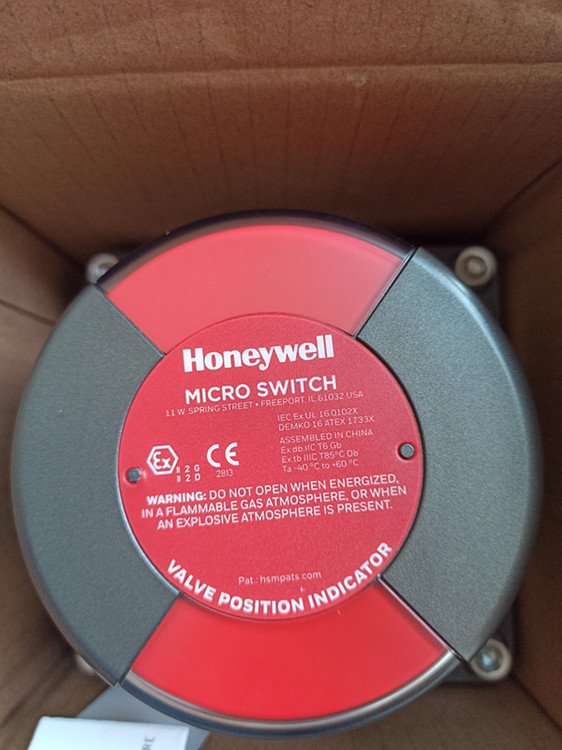 Honeywell
MICRO SWITCH
11 W. SPRING STREET • FREEPORT, IL 61032 USA
IEC Ex UL 16.0102X
DEMKO 16 ATEX 1733X
ASSEMBLED IN CHINA
Ex db IIC T6 Gb
Ex tb IIIC T85°C Db
Ta -40 °C to +60 °C
Ex
II 2 G
II 2 D
CE
2813
WARNING: DO NOT OPEN WHEN ENERGIZED,
IN A FLAMMABLE GAS ATMOSPHERE, OR WHEN
AN EXPLOSIVE ATMOSPHERE IS PRESENT.
Pat.: hsmpats.com
VALVE POSITION INDICATOR